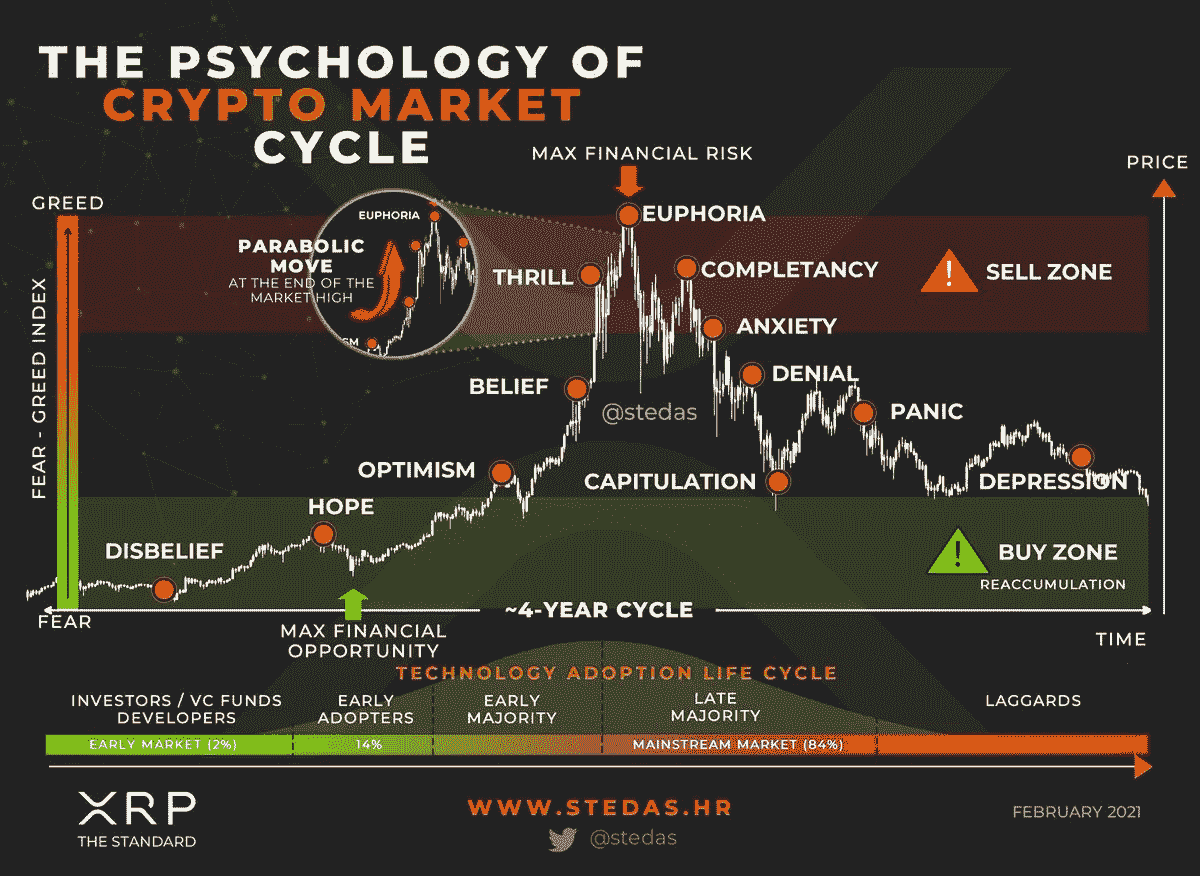 THE PSYCHOLOGY OF
CRYPTO MARKET
CYCLE
MAX FINANCIAL RISK
PRICE
GREED
EUPHORIA
EUPHORIA
PARABOLIC
MOVE
AT THE END OF THE
MARKET HIGH
SM
THRILL
COMPLETANCY
SELL ZONE
ANXIETY
FEAR - GREED INDEX
BELIEF
DENIAL
@stedas
PANIC
OPTIMISM
CAPITULATION
DEPRESSION
HOPE
DISBELIEF
BUY ZONE
REACCUMULATION
~4-YEAR CYCLE
FEAR
MAX FINANCIAL
OPPORTUNITY
TIME
TECHNOLOGY ADOPTION LIFE CYCLE
INVESTORS / VC FUNDS
DEVELOPERS
EARLY
ADOPTERS
EARLY
MAJORITY
LATE
MAJORITY
LAGGARDS
EARLY MARKET (2%)
14%
MAINSTREAM MARKET (84%)
XRP
THE STANDARD
WWW.STEDAS.HR
@stedas
FEBRUARY 2021